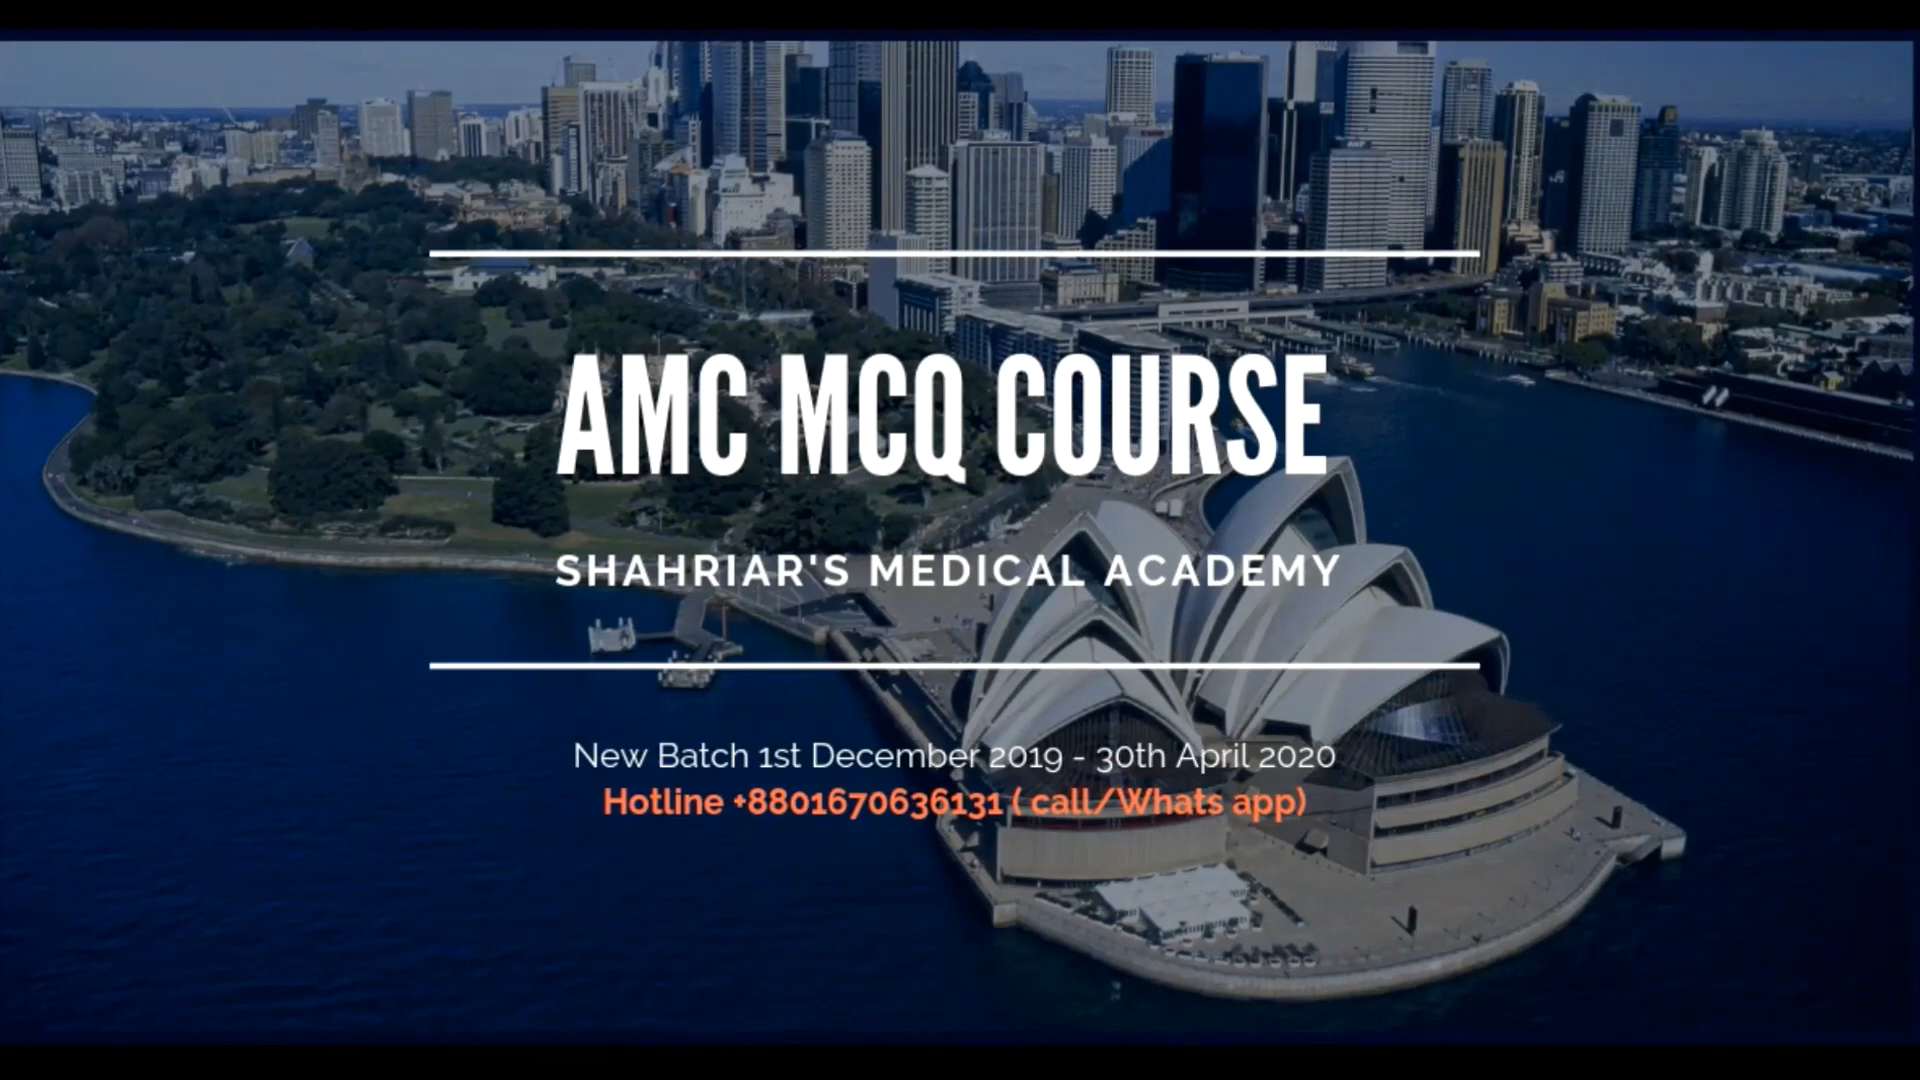 AMC MCQ COURSE
SHAHRIAR'S MEDICAL ACADEMY
New Batch 1st December 2019 - 30th April 2020
Hotline +8801670636131 ( call/Whats app)